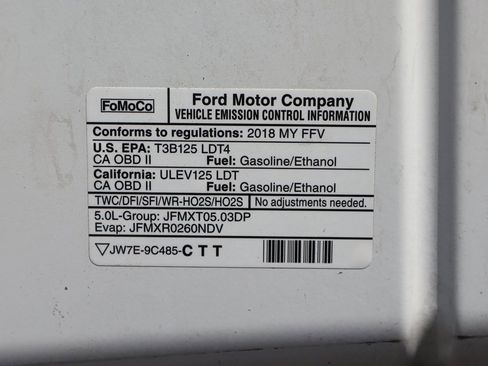 FoMoCo
Ford Motor Company
VEHICLE EMISSION CONTROL INFORMATION
Conforms to regulations: 2018 MY FFV
U.S. EPA: T3B125 LDT4
CA OBD II Fuel: Gasoline/Ethanol
California: ULEV125 LDT
CA OBD II Fuel: Gasoline/Ethanol
TWC/DFI/SFI/WR-HO2S/HO2S No adjustments needed.
5.0L-Group: JFMXT05.03DP
Evap: JFMXR0260NDV
JW7E-9C485-CTT